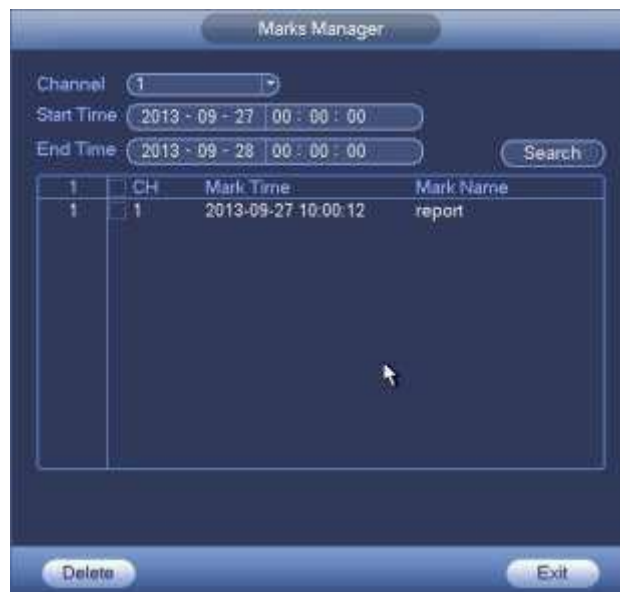 Marks Manager
Channel 1
Start Time 2013 - 09 - 27 00 : 00 : 00
End Time 2013 - 09 - 28 00 : 00 : 00 Search
1 CH Mark Time Mark Name
1 1 2013-09-27 10:00:12 report
Delete Exit